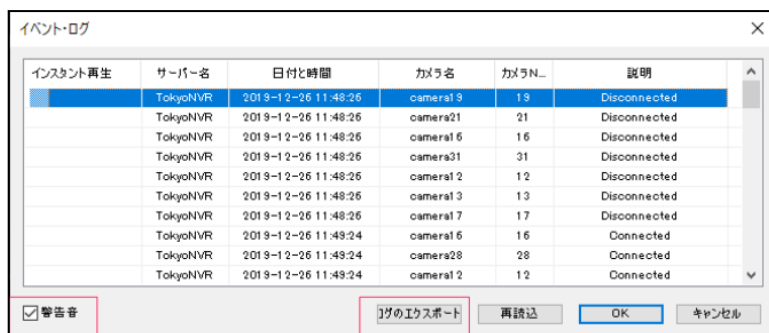 イベント・ログ
インスタント再生 サーバー名 日付と時間 カメラ名 カメラN... 説明
TokyoNVR 2019-12-26 11:48:26 camera19 19 Disconnected
TokyoNVR 2019-12-26 11:48:26 camera21 21 Disconnected
TokyoNVR 2019-12-26 11:48:26 camera16 16 Disconnected
TokyoNVR 2019-12-26 11:48:26 camera31 31 Disconnected
TokyoNVR 2019-12-26 11:48:26 camera12 12 Disconnected
TokyoNVR 2019-12-26 11:48:26 camera13 13 Disconnected
TokyoNVR 2019-12-26 11:48:26 camera17 17 Disconnected
TokyoNVR 2019-12-26 11:49:24 camera16 16 Connected
TokyoNVR 2019-12-26 11:49:24 camera28 28 Connected
TokyoNVR 2019-12-26 11:49:24 camera12 12 Connected
警告音 ログのエクスポート 再読込 OK キャンセル